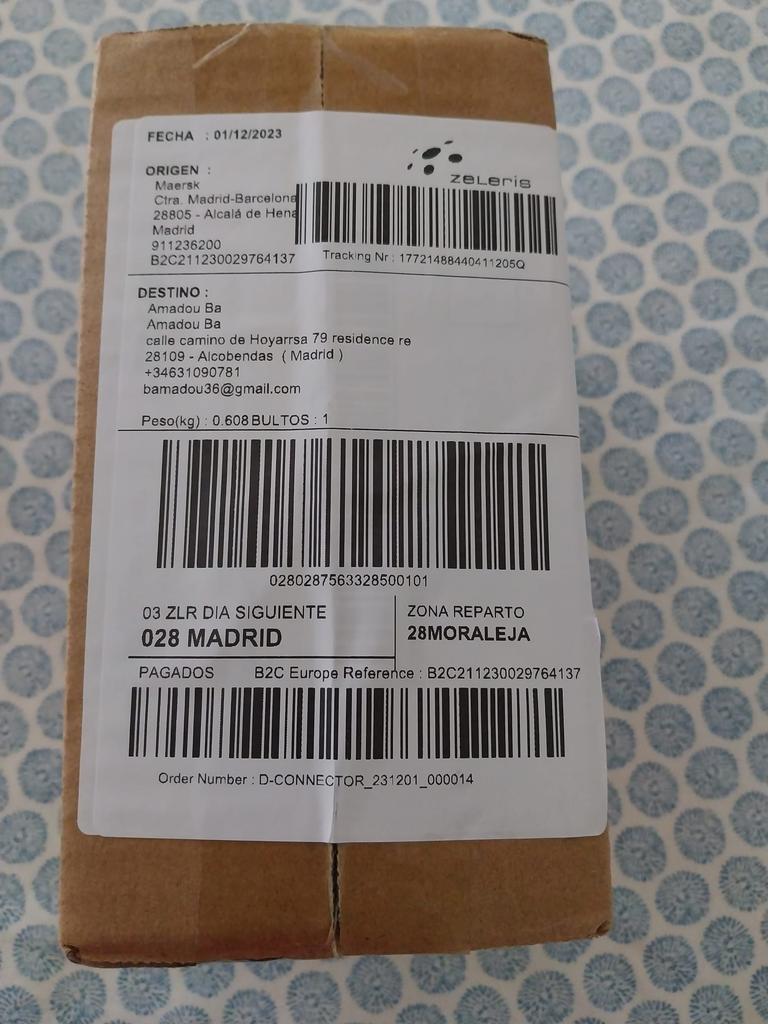 FECHA : 01/12/2023
zeleris
ORIGEN :
Maersk
Ctra. Madrid-Barcelona
28805 - Alcalá de Hena
Madrid
911236200
B2C211230029764137
Tracking Nr : 17721488440411205Q
DESTINO :
Amadou Ba
Amadou Ba
calle camino de Hoyarrsa 79 residence re
28109 - Alcobendas ( Madrid )
+34631090781
bamadou36@gmail.com
Peso(kg) : 0.608 BULTOS : 1
0280287563328500101
03 ZLR DIA SIGUIENTE
028 MADRID
ZONA REPARTO
28MORALEJA
PAGADOS B2C Europe Reference : B2C211230029764137
Order Number : D-CONNECTOR_231201_000014